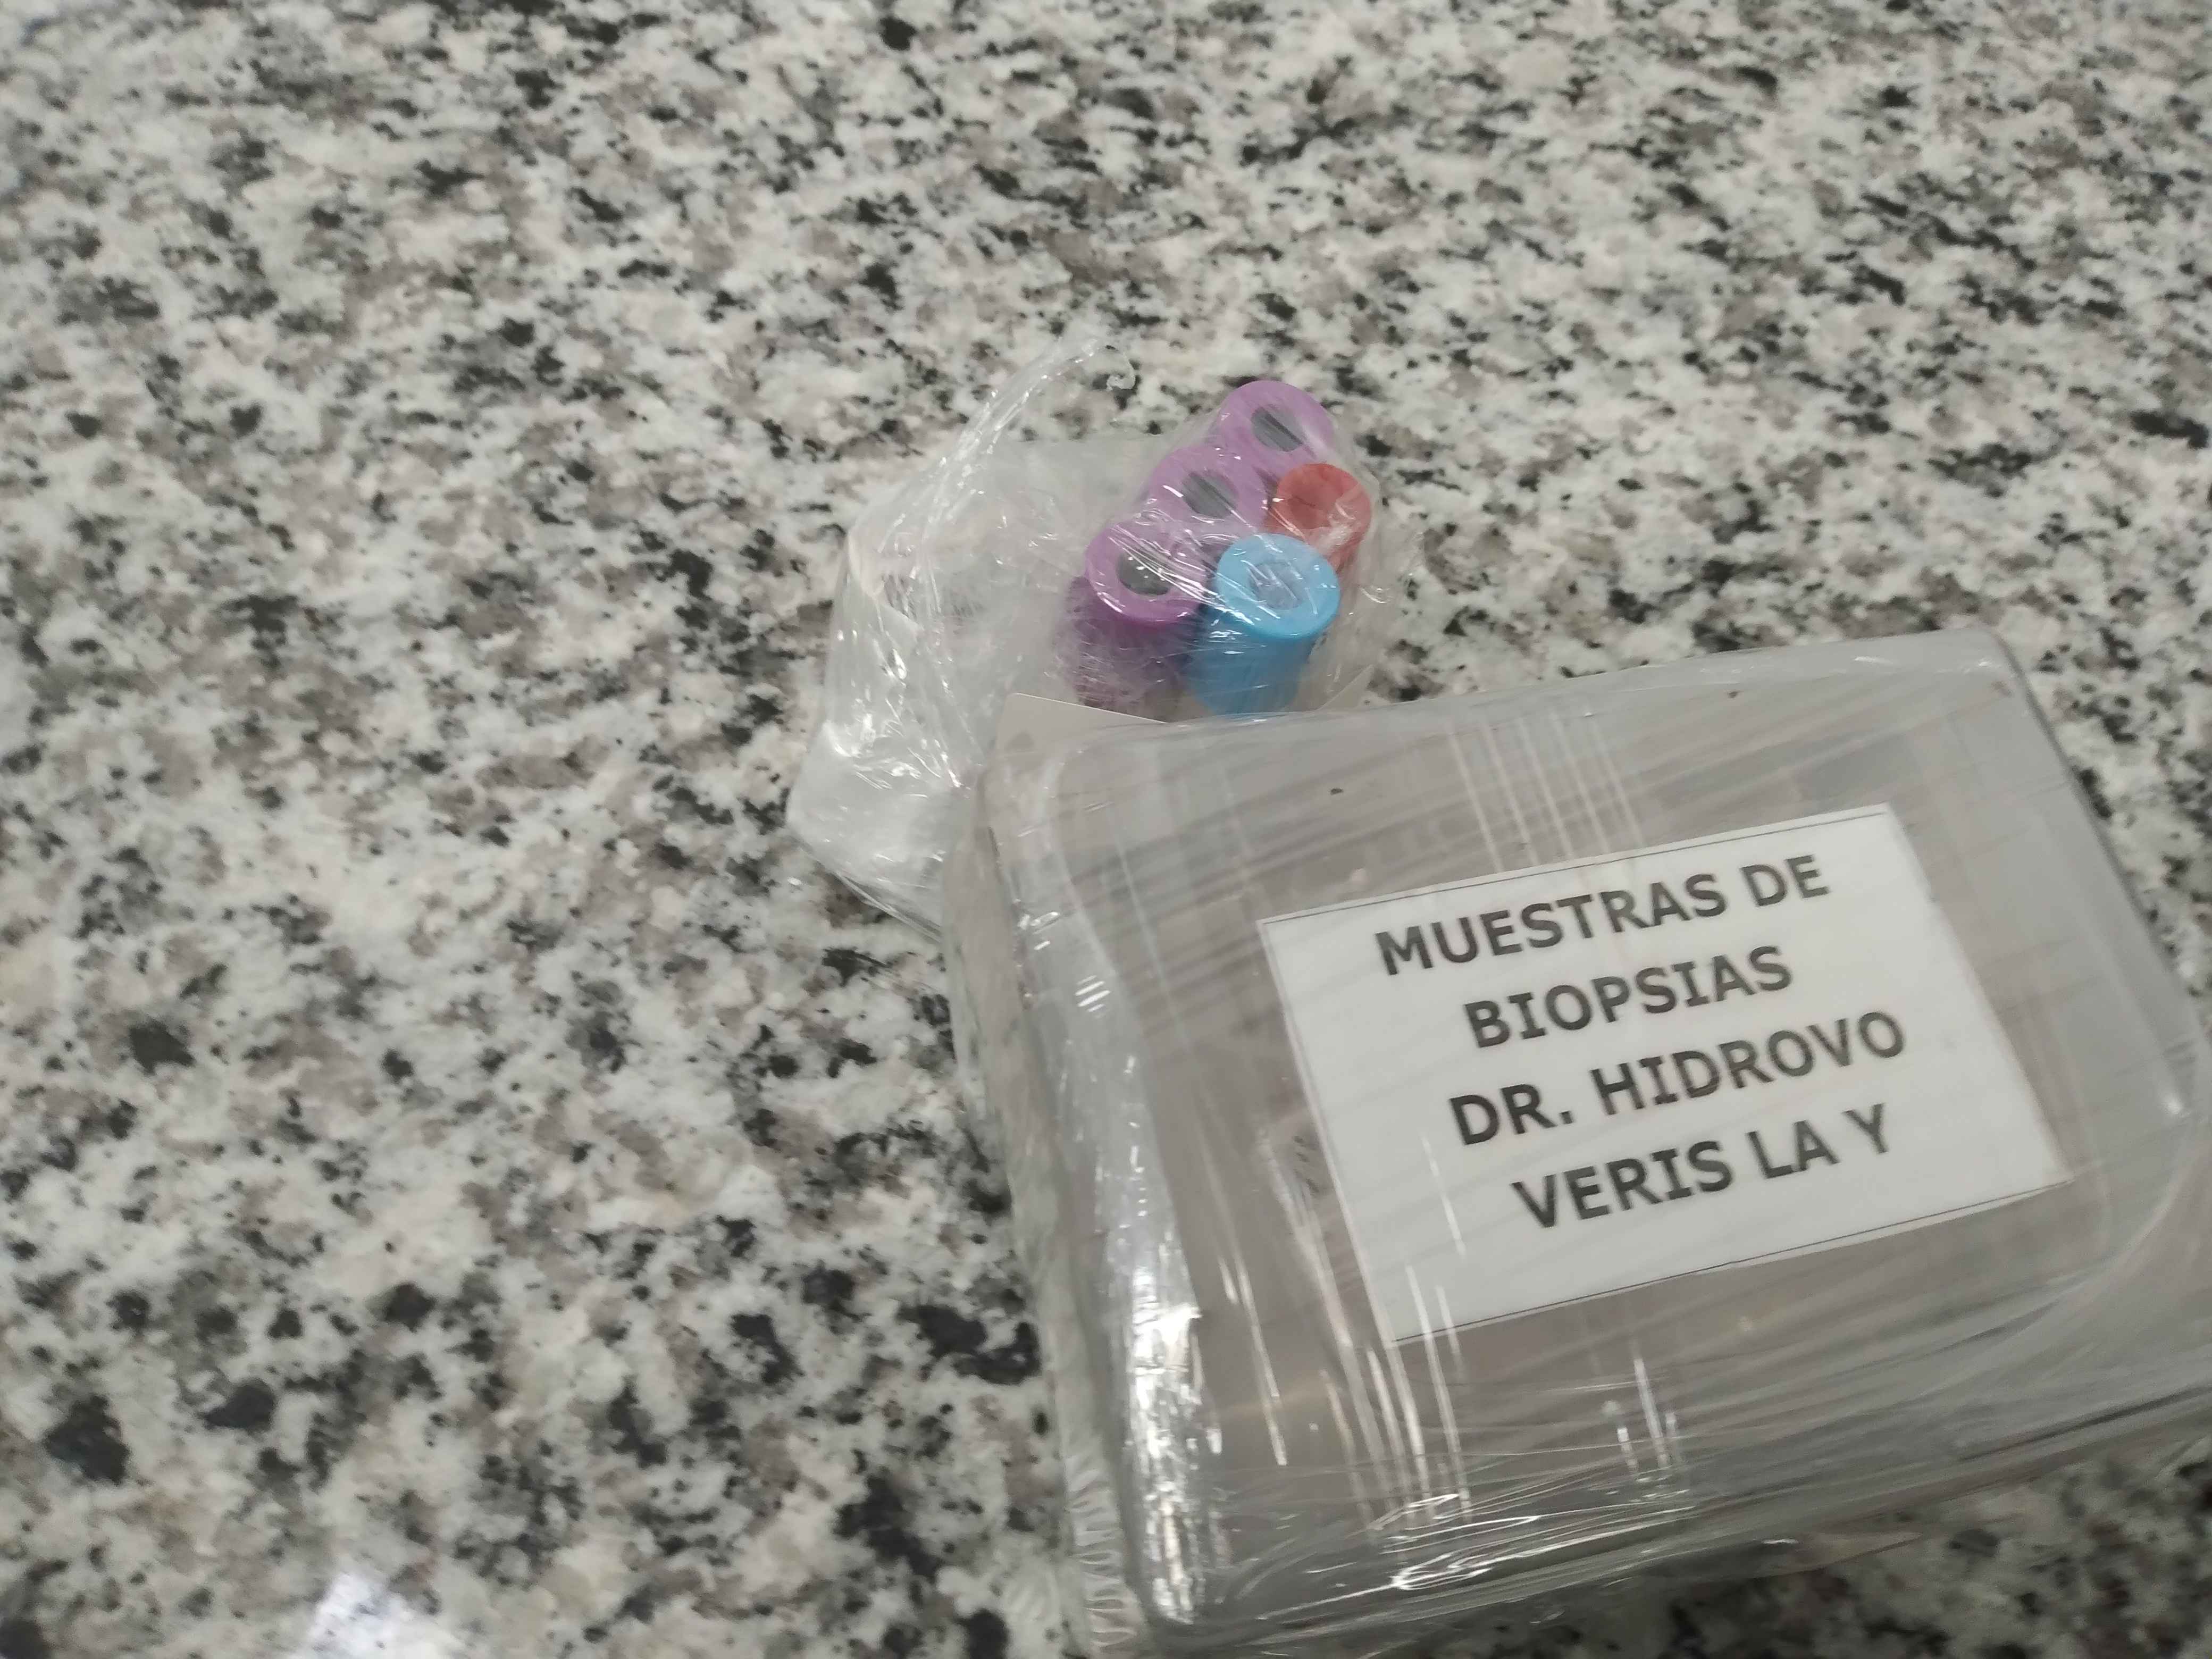 MUESTRAS DE
BIOPSIAS
DR. HIDROVO
VERIS LA Y